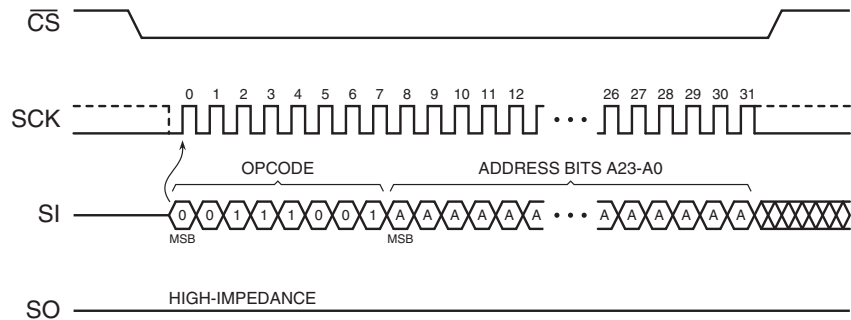 CS
SCK
0 1 2 3 4 5 6 7 8 9 10 11 12 26 27 28 29 30 31
OPCODE ADDRESS BITS A23-A0
SI
0 0 1 1 1 0 0 1 A A A A A A A A A A A A
MSB MSB
SO
HIGH-IMPEDANCE